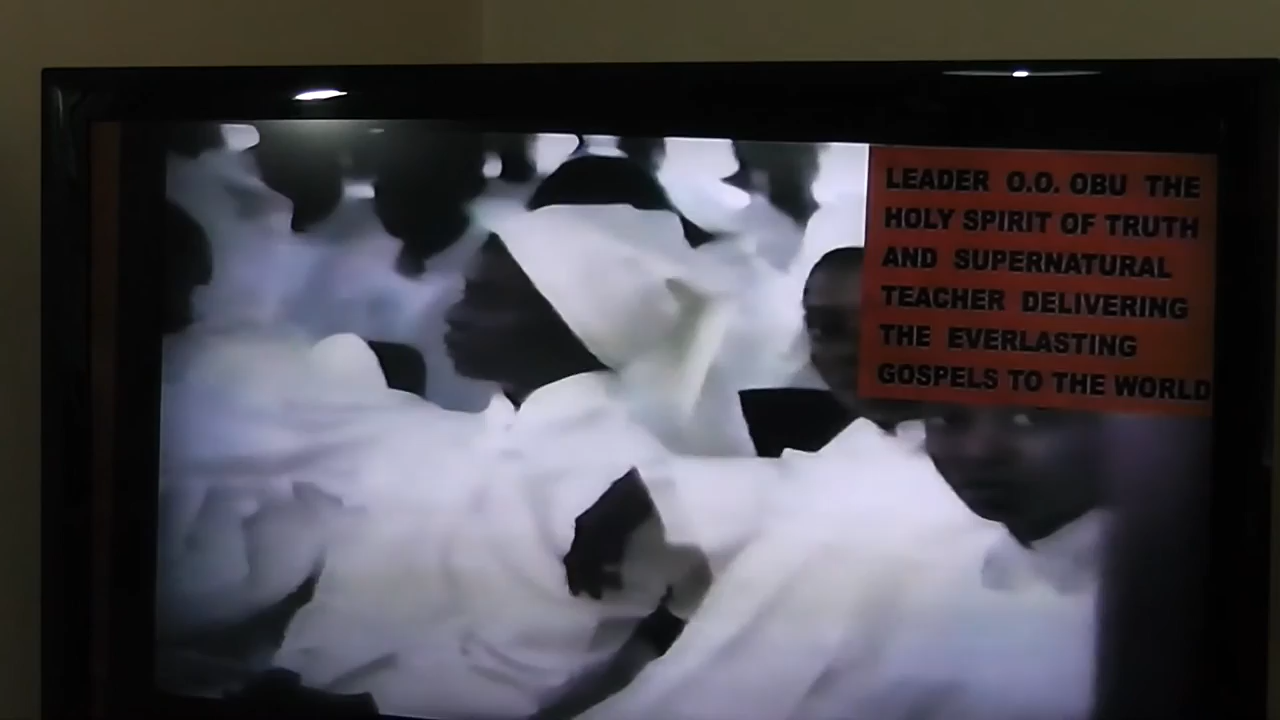 LEADER O.O. OBU THE
HOLY SPIRIT OF TRUTH
AND SUPERNATURAL
TEACHER DELIVERING
THE EVERLASTING
GOSPELS TO THE WORLD